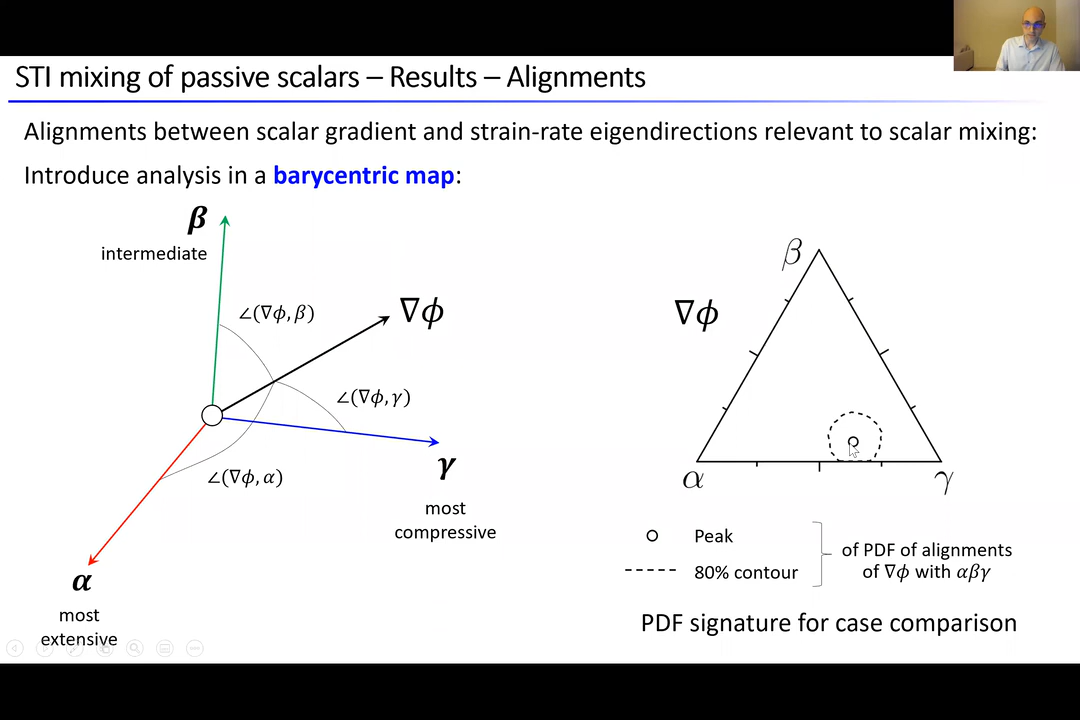 STI mixing of passive scalars – Results – Alignments
Alignments between scalar gradient and strain-rate eigendirections relevant to scalar mixing:
Introduce analysis in a barycentric map:
β
intermediate
∠(∇ϕ, β)
∇ϕ
∠(∇ϕ, γ)
∠(∇ϕ, α)
γ
most
compressive
α
most
extensive
β
∇ϕ
α
γ
Peak
80% contour
of PDF of alignments
of ∇ϕ with αβγ
PDF signature for case comparison